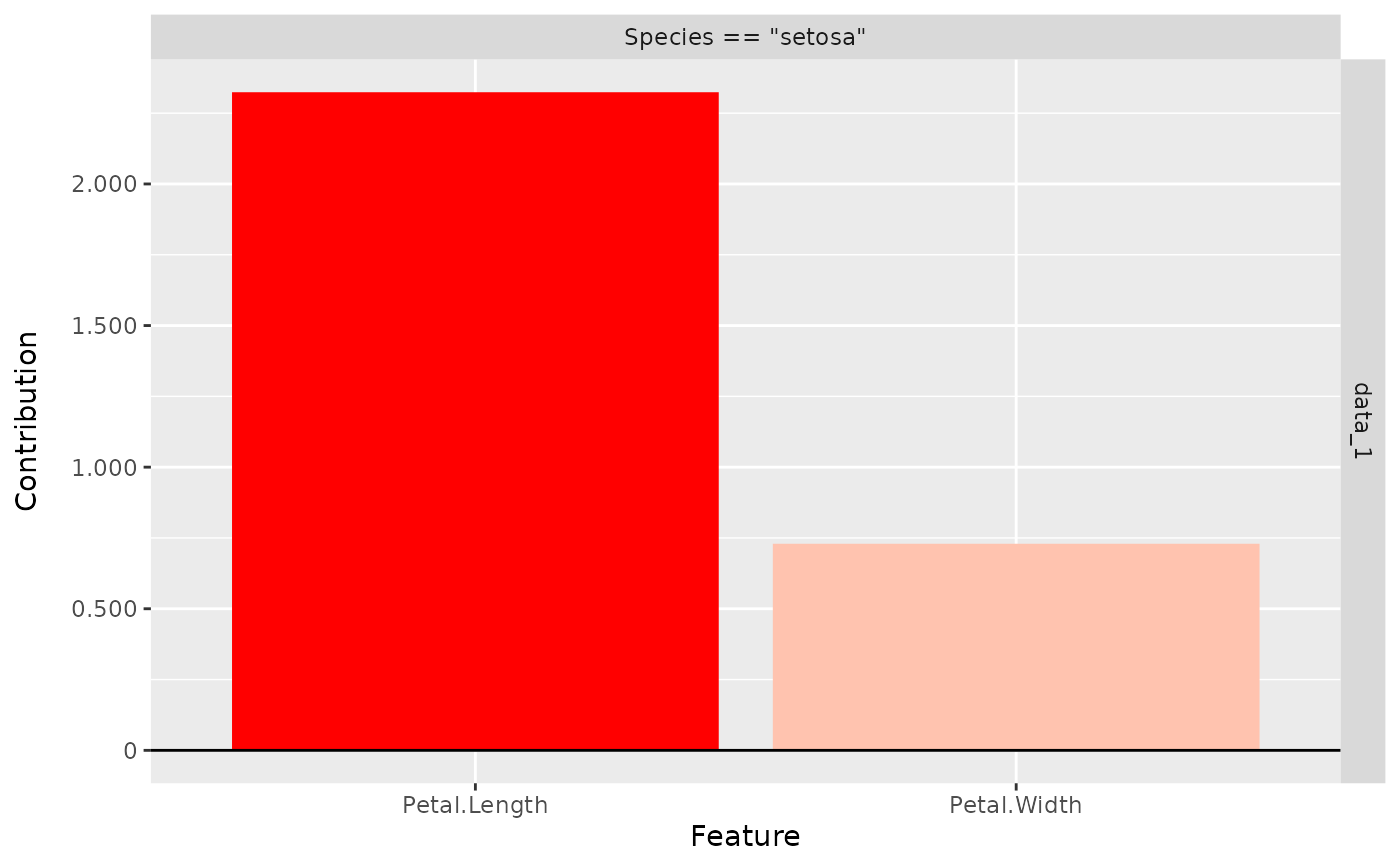 Species == "setosa"
Contribution
2.000
1.500
1.000
0.500
0
data_1
Petal.Length
Petal.Width
Feature